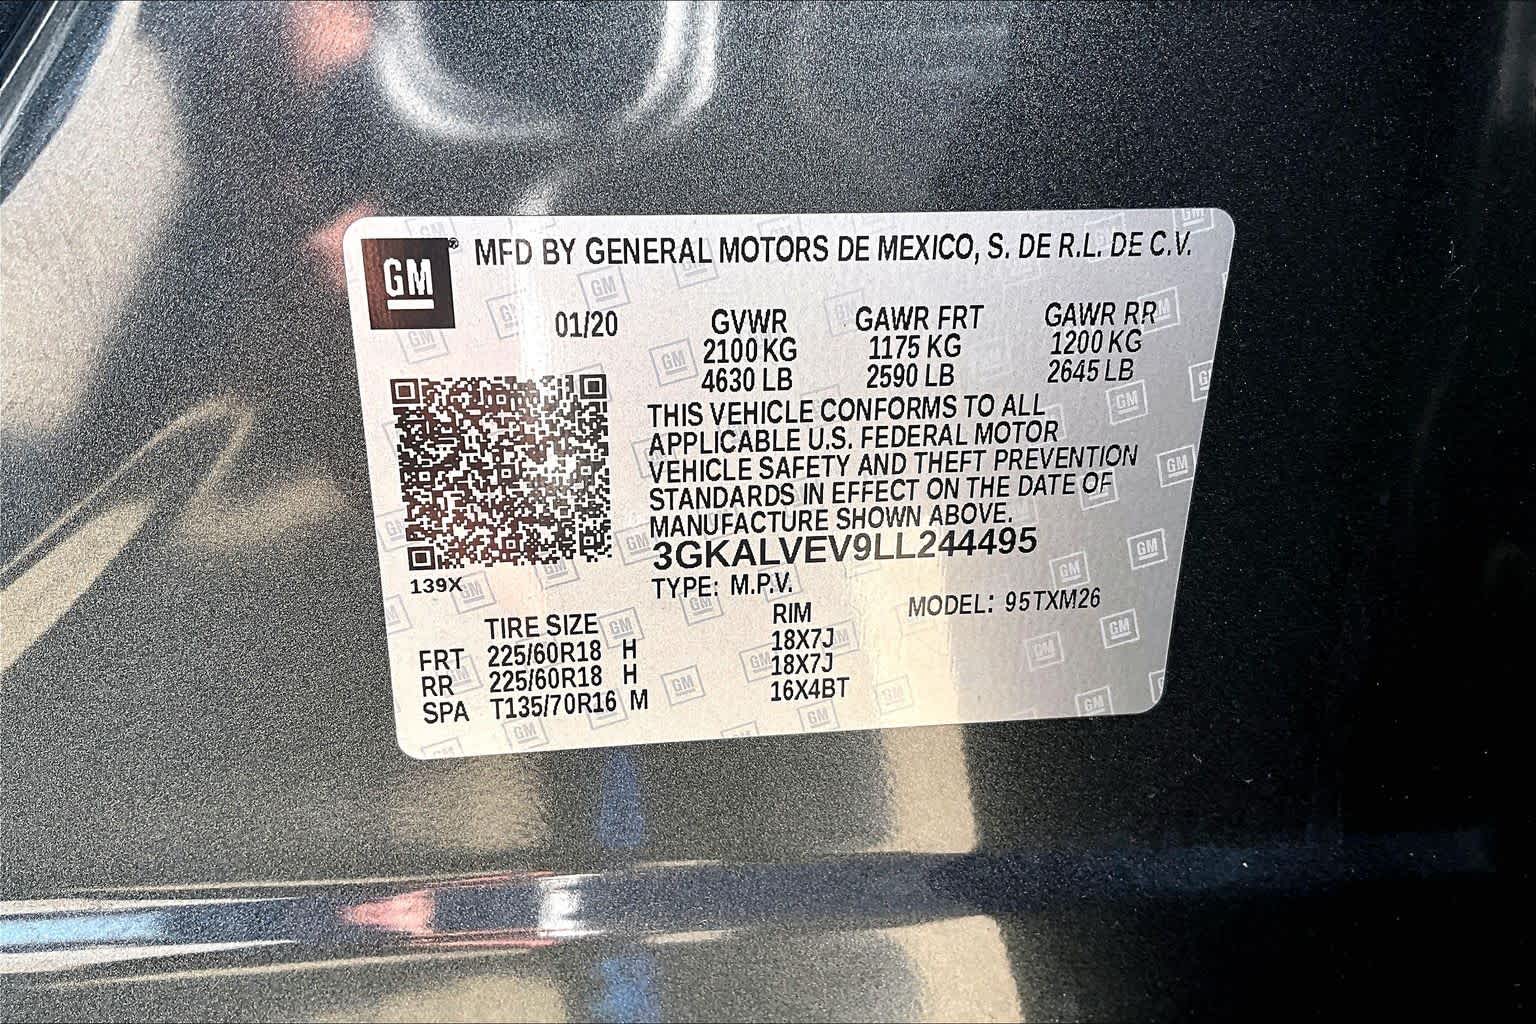 GM® MFD BY GENERAL MOTORS DE MEXICO, S. DE R.L. DE C.V.
01/20 GVWR GAWR FRT GAWR RR
2100 KG 1175 KG 1200 KG
4630 LB 2590 LB 2645 LB
THIS VEHICLE CONFORMS TO ALL
APPLICABLE U.S. FEDERAL MOTOR
VEHICLE SAFETY AND THEFT PREVENTION
STANDARDS IN EFFECT ON THE DATE OF
MANUFACTURE SHOWN ABOVE.
3GKALVEV9LL244495
139X TYPE: M.P.V. MODEL: 95TXM26
TIRE SIZE RIM
FRT 225/60R18 H 18X7J
RR 225/60R18 H 18X7J
SPA T135/70R16 M 16X4BT